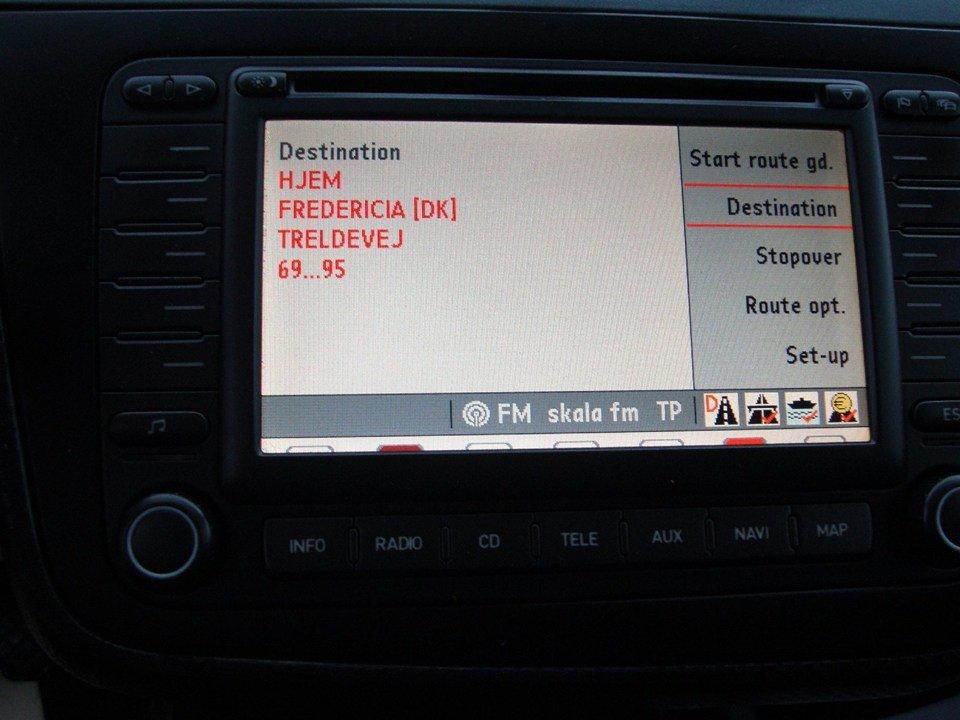 Destination
HJEM
FREDERICIA [DK]
TRELDEVEJ
69...95
Start route gd.
Destination
Stopover
Route opt.
Set-up
FM skala fm TP
D
ES
INFO RADIO CD TELE AUX NAVI MAP